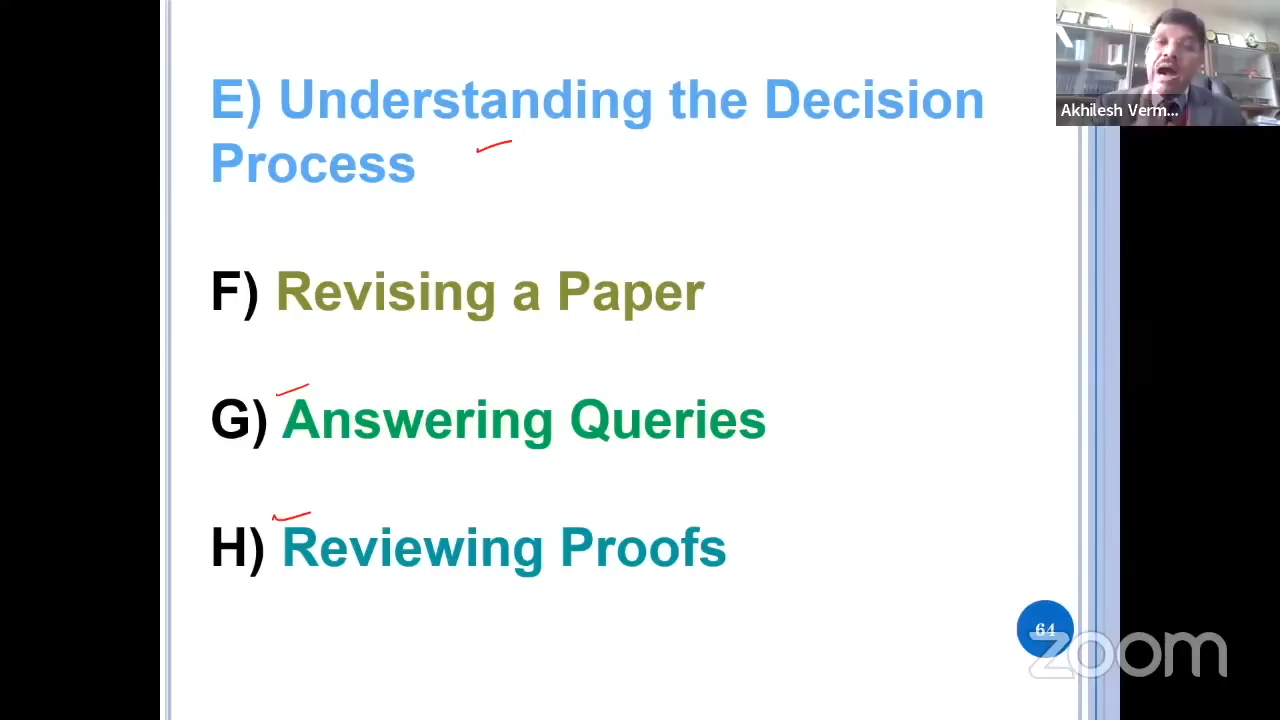 E) Understanding the Decision
Process
F) Revising a Paper
G) Answering Queries
H) Reviewing Proofs
64
zoom
Akhilesh Verm...